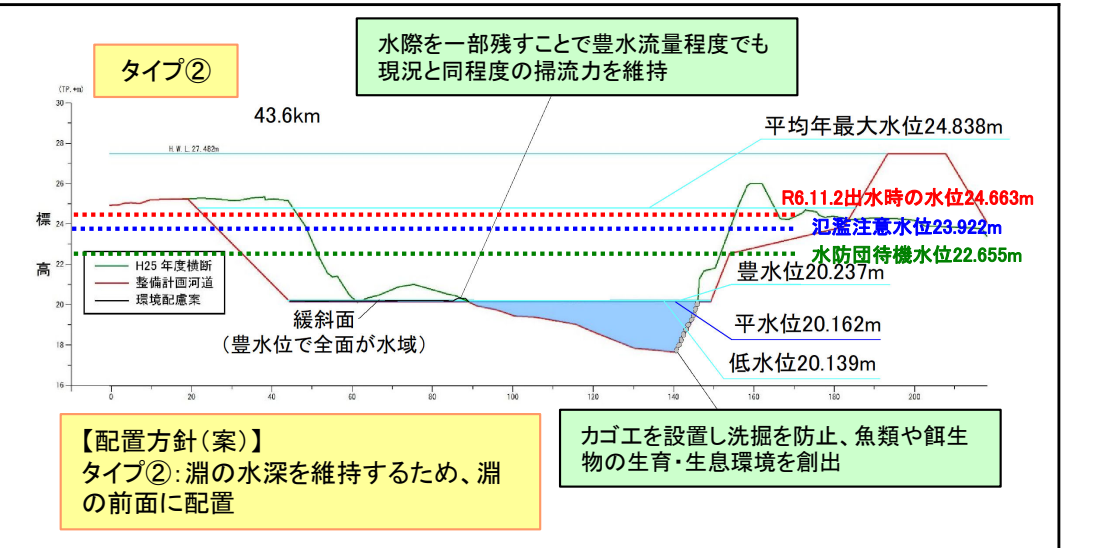 水際を一部残すことで豊水流量程度でも
現況と同程度の掃流力を維持
タイプ②
(TP.+m)
43.6km
平均年最大水位24.838m
H.W.L.27.482m
R6.11.2出水時の水位24.663m
氾濫注意水位23.922m
水防団待機水位22.655m
標
高
30
28
26
24
22
20
18
16
H25 年度横断
整備計画河道
環境配慮案
豊水位20.237m
緩斜面
(豊水位で全面が水域)
平水位20.162m
低水位20.139m
0
20
40
60
80
100
120
140
160
180
200
【配置方針(案)】
タイプ②:淵の水深を維持するため、淵
の前面に配置
カゴ工を設置し洗掘を防止、魚類や餌生
物の生育・生息環境を創出